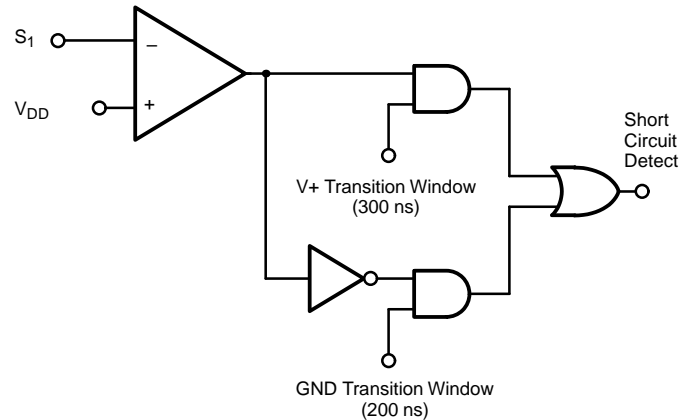 S1
−
VDD
+
V+ Transition Window
(300 ns)
Short
Circuit
Detect
GND Transition Window
(200 ns)